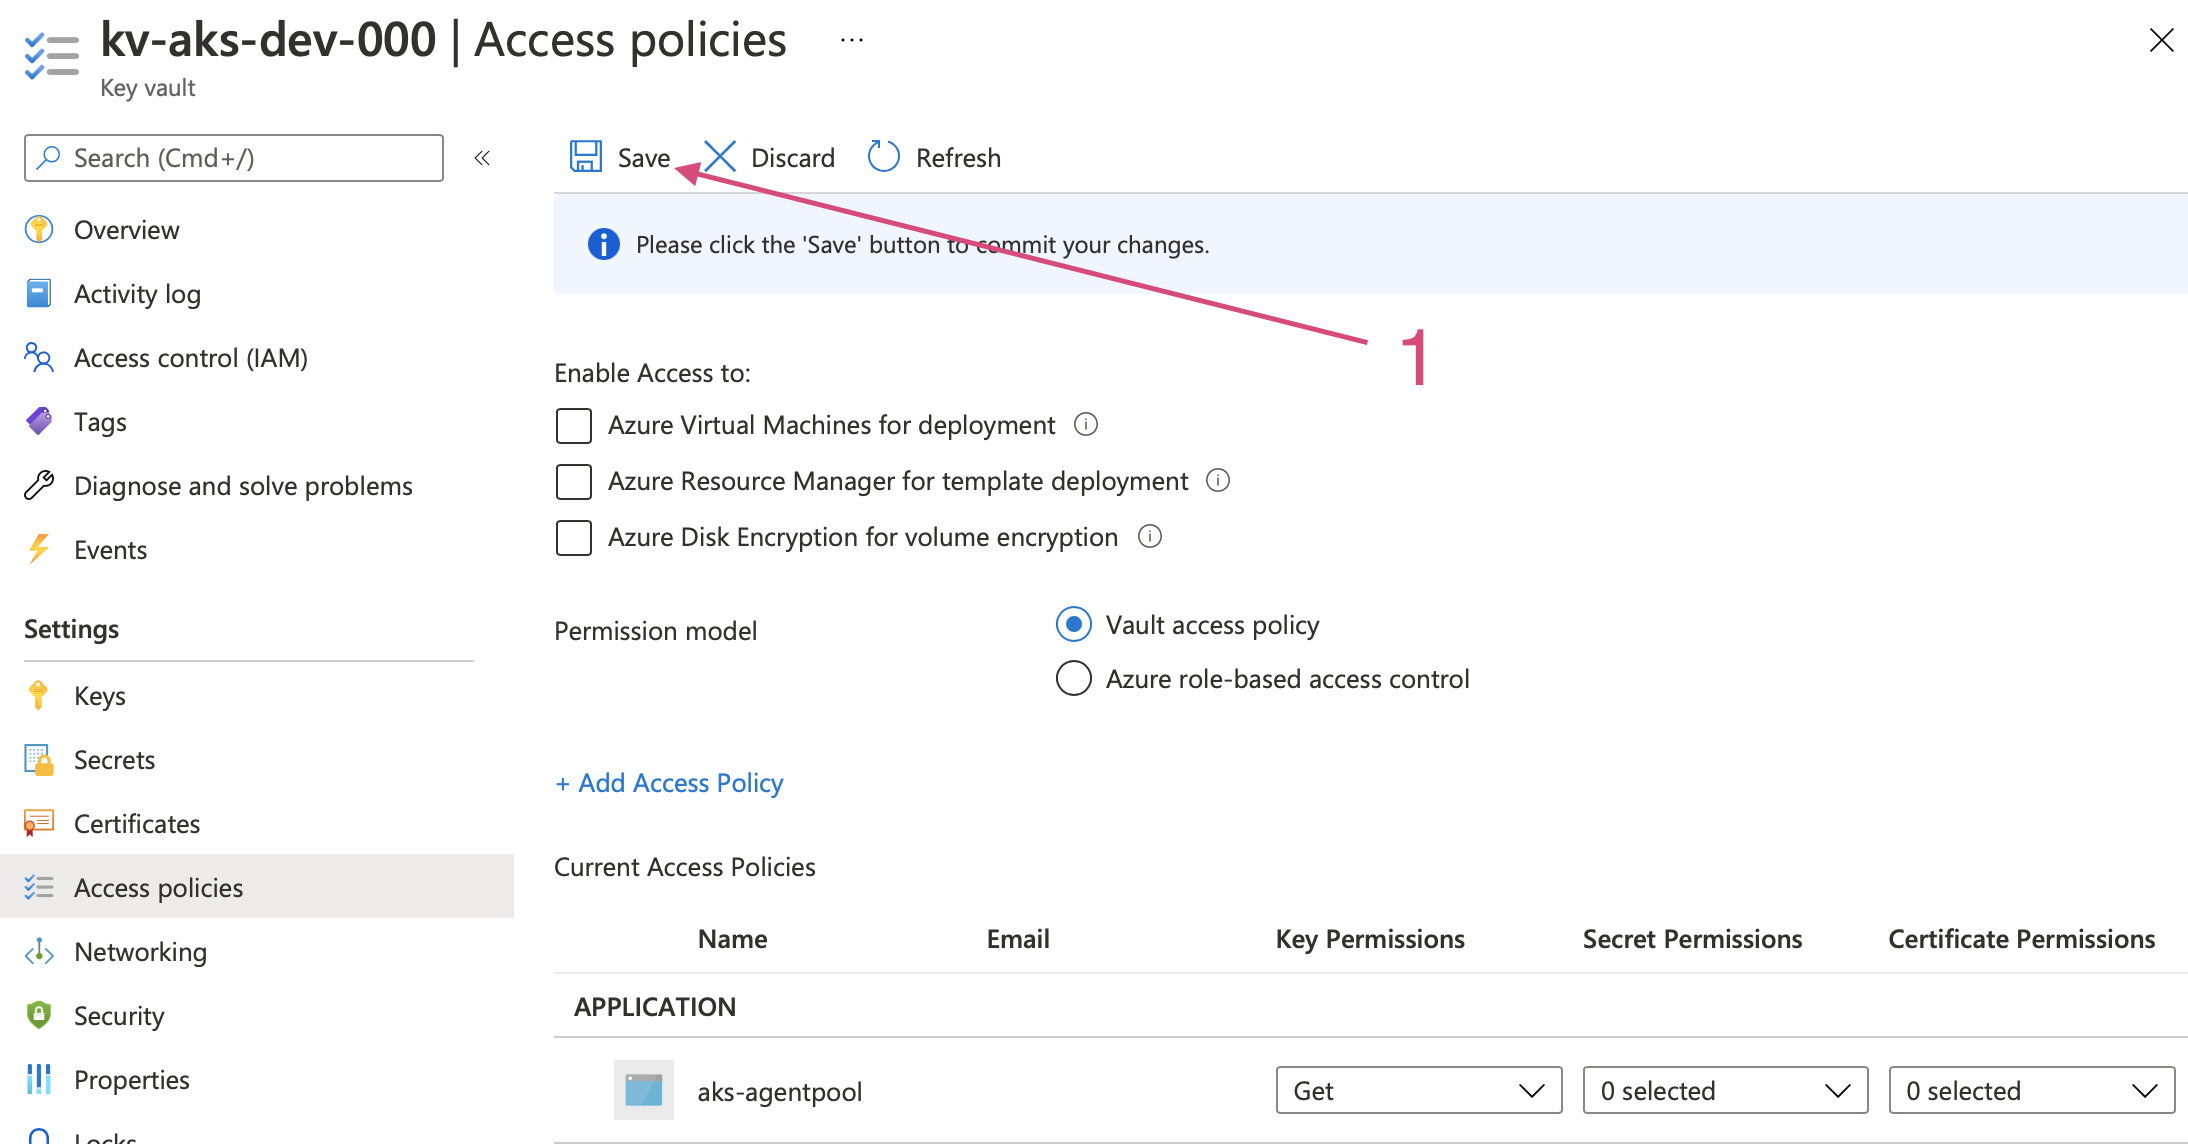 kv-aks-dev-000 | Access policies ...
Key vault
Search (Cmd+/)
«
Overview
Activity log
Access control (IAM)
Tags
Diagnose and solve problems
Events
Settings
Keys
Secrets
Certificates
Access policies
Networking
Security
Properties
Locks
Save Discard Refresh
Please click the 'Save' button to commit your changes.
1
Enable Access to:
Azure Virtual Machines for deployment
Azure Resource Manager for template deployment
Azure Disk Encryption for volume encryption
Permission model
Vault access policy
Azure role-based access control
+ Add Access Policy
Current Access Policies
Name Email Key Permissions Secret Permissions Certificate Permissions
APPLICATION
aks-agentpool Get 0 selected 0 selected